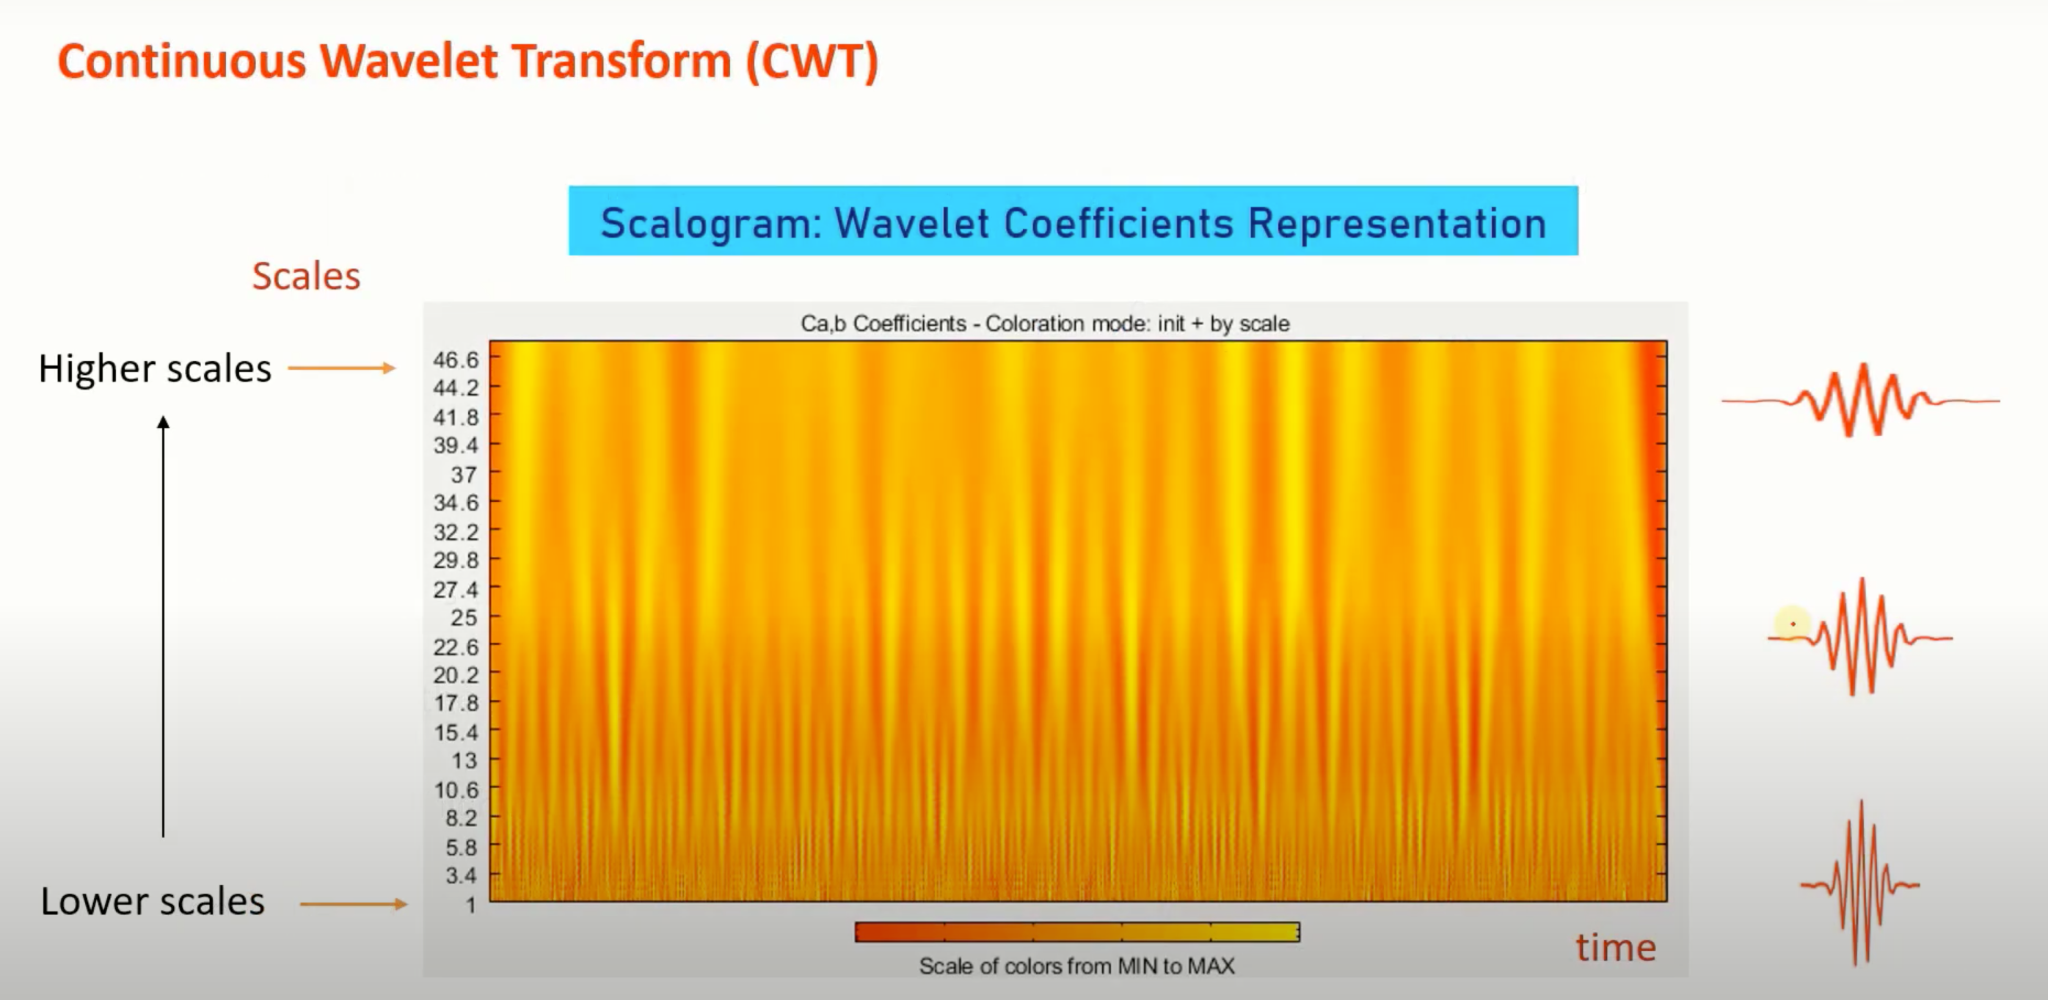 Continuous Wavelet Transform (CWT)
Scalogram: Wavelet Coefficients Representation
Scales
Ca,b Coefficients - Coloration mode: init + by scale
Higher scales
46.6
44.2
41.8
39.4
37
34.6
32.2
29.8
27.4
25
22.6
20.2
17.8
15.4
13
10.6
8.2
5.8
3.4
1
Lower scales
time
Scale of colors from MIN to MAX